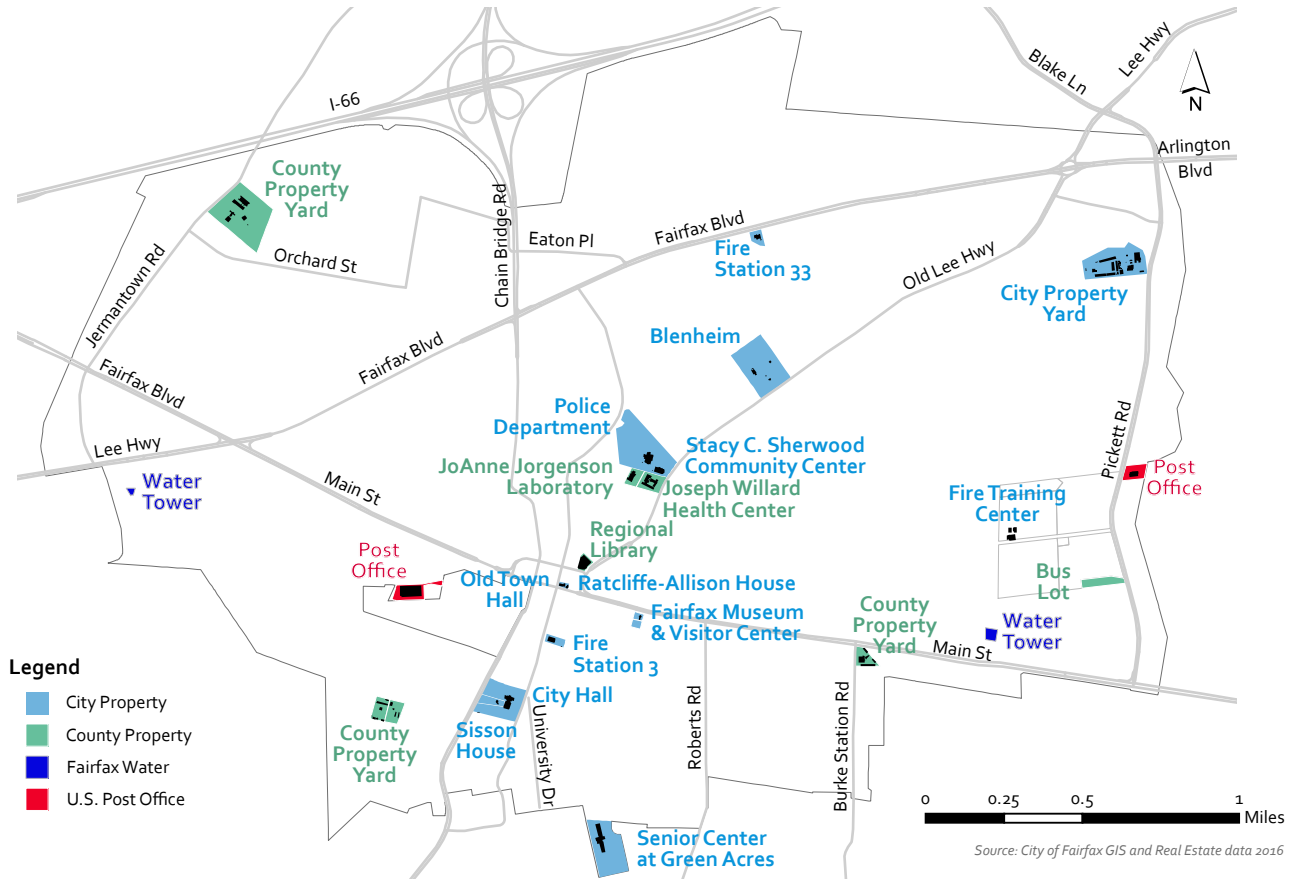 Blake Ln
Lee Hwy
N
I-66
Arlington
Blvd
County
Property
Yard
Chain Bridge Rd
Fairfax Blvd
Eaton Pl
Fire
Station 33
Orchard St
Old Lee Hwy
City Property
Yard
Jermantown Rd
Blenheim
Fairfax Blvd
Fairfax Blvd
Police
Department
Stacy C. Sherwood
Community Center
Pickett Rd
Lee Hwy
JoAnne Jorgenson
Laboratory
Joseph Willard
Health Center
Post
Office
Water
Tower
Main St
Fire Training
Center
Regional
Library
Post
Office
Old Town
Hall
Ratcliffe-Allison House
Bus
Lot
Fairfax Museum
& Visitor Center
County
Property
Yard
Water
Tower
Main St
Fire
Station 3
Legend
City Property
County Property
Fairfax Water
U.S. Post Office
City Hall
Sisson
House
County
Property
Yard
University Dr
Roberts Rd
Burke Station Rd
Senior Center
at Green Acres
0 0.25 0.5 1
Miles
Source: City of Fairfax GIS and Real Estate data 2016